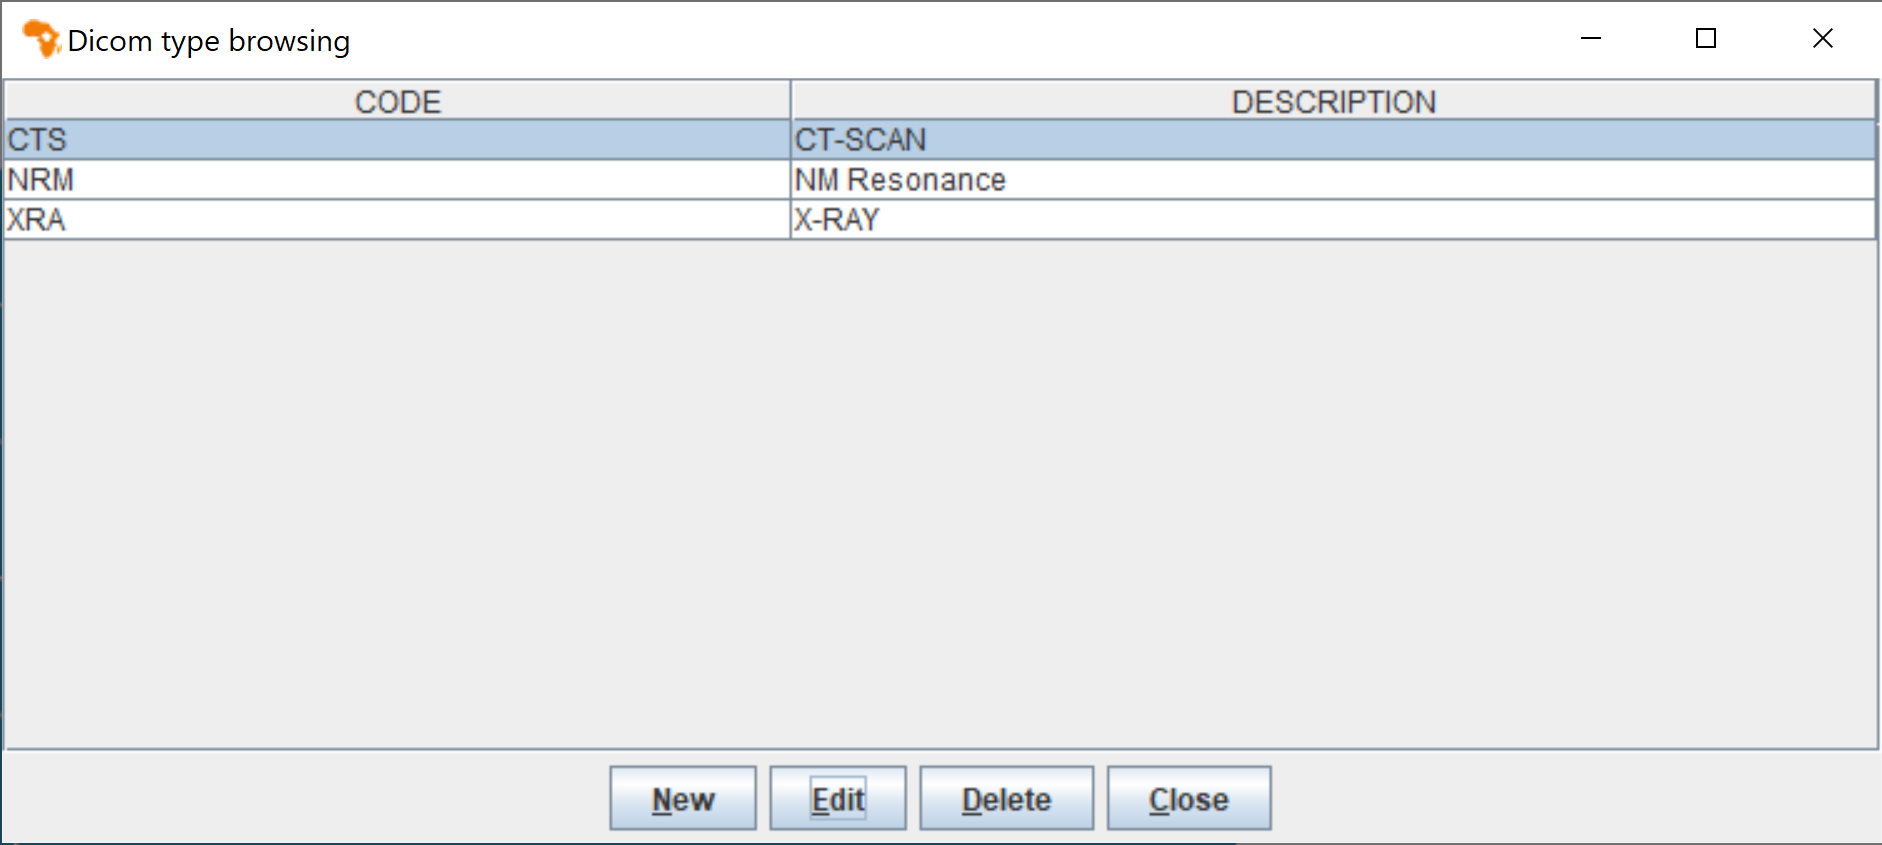 Dicom type browsing
CODE DESCRIPTION
CTS CT-SCAN
NRM NM Resonance
XRA X-RAY
New Edit Delete Close